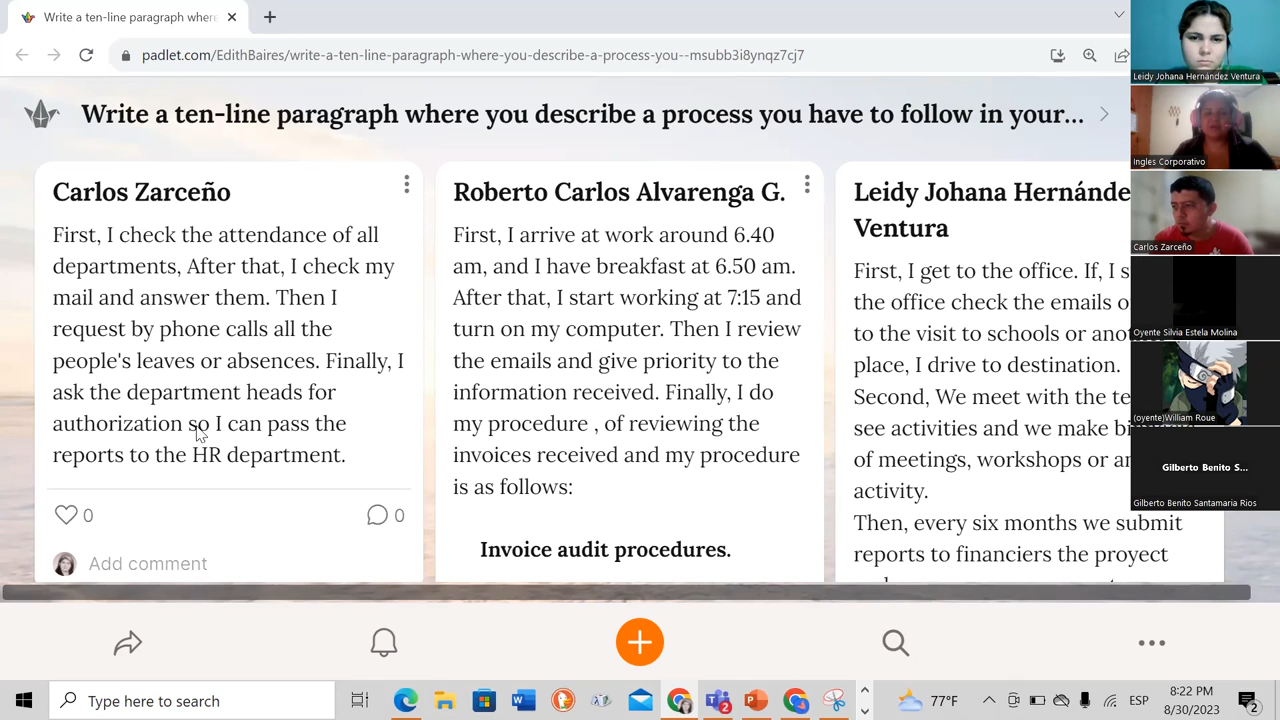 Write a ten-line paragraph where
padlet.com/EdithBaires/write-a-ten-line-paragraph-where-you-describe-a-process-you--msubb3i8ynqz7cj7
Write a ten-line paragraph where you describe a process you have to follow in your…
Carlos Zarceño
First, I check the attendance of all
departments, After that, I check my
mail and answer them. Then I
request by phone calls all the
people's leaves or absences. Finally, I
ask the department heads for
authorization so I can pass the
reports to the HR department.
0
0
Add comment
Roberto Carlos Alvarenga G.
First, I arrive at work around 6.40
am, and I have breakfast at 6.50 am.
After that, I start working at 7:15 and
turn on my computer. Then I review
the emails and give priority to the
information received. Finally, I do
my procedure , of reviewing the
invoices received and my procedure
is as follows:
Invoice audit procedures.
Leidy Johana Hernánde
Ventura
First, I get to the office. If, I s
the office check the emails o
to the visit to schools or ano
place, I drive to destination.
Second, We meet with the te
see activities and we make b
of meetings, workshops or a
activity.
Then, every six months we submit
reports to financiers the proyect
Leidy Johana Hernández Ventura
Ingles Corporativo
Carlos Zarceño
Oyente Silvia Estela Molina
(oyente)William Roue
Gilberto Benito S...
Gilberto Benito Santamaria Rios
Type here to search
2
77°F
ESP
8:22 PM
8/30/2023
2